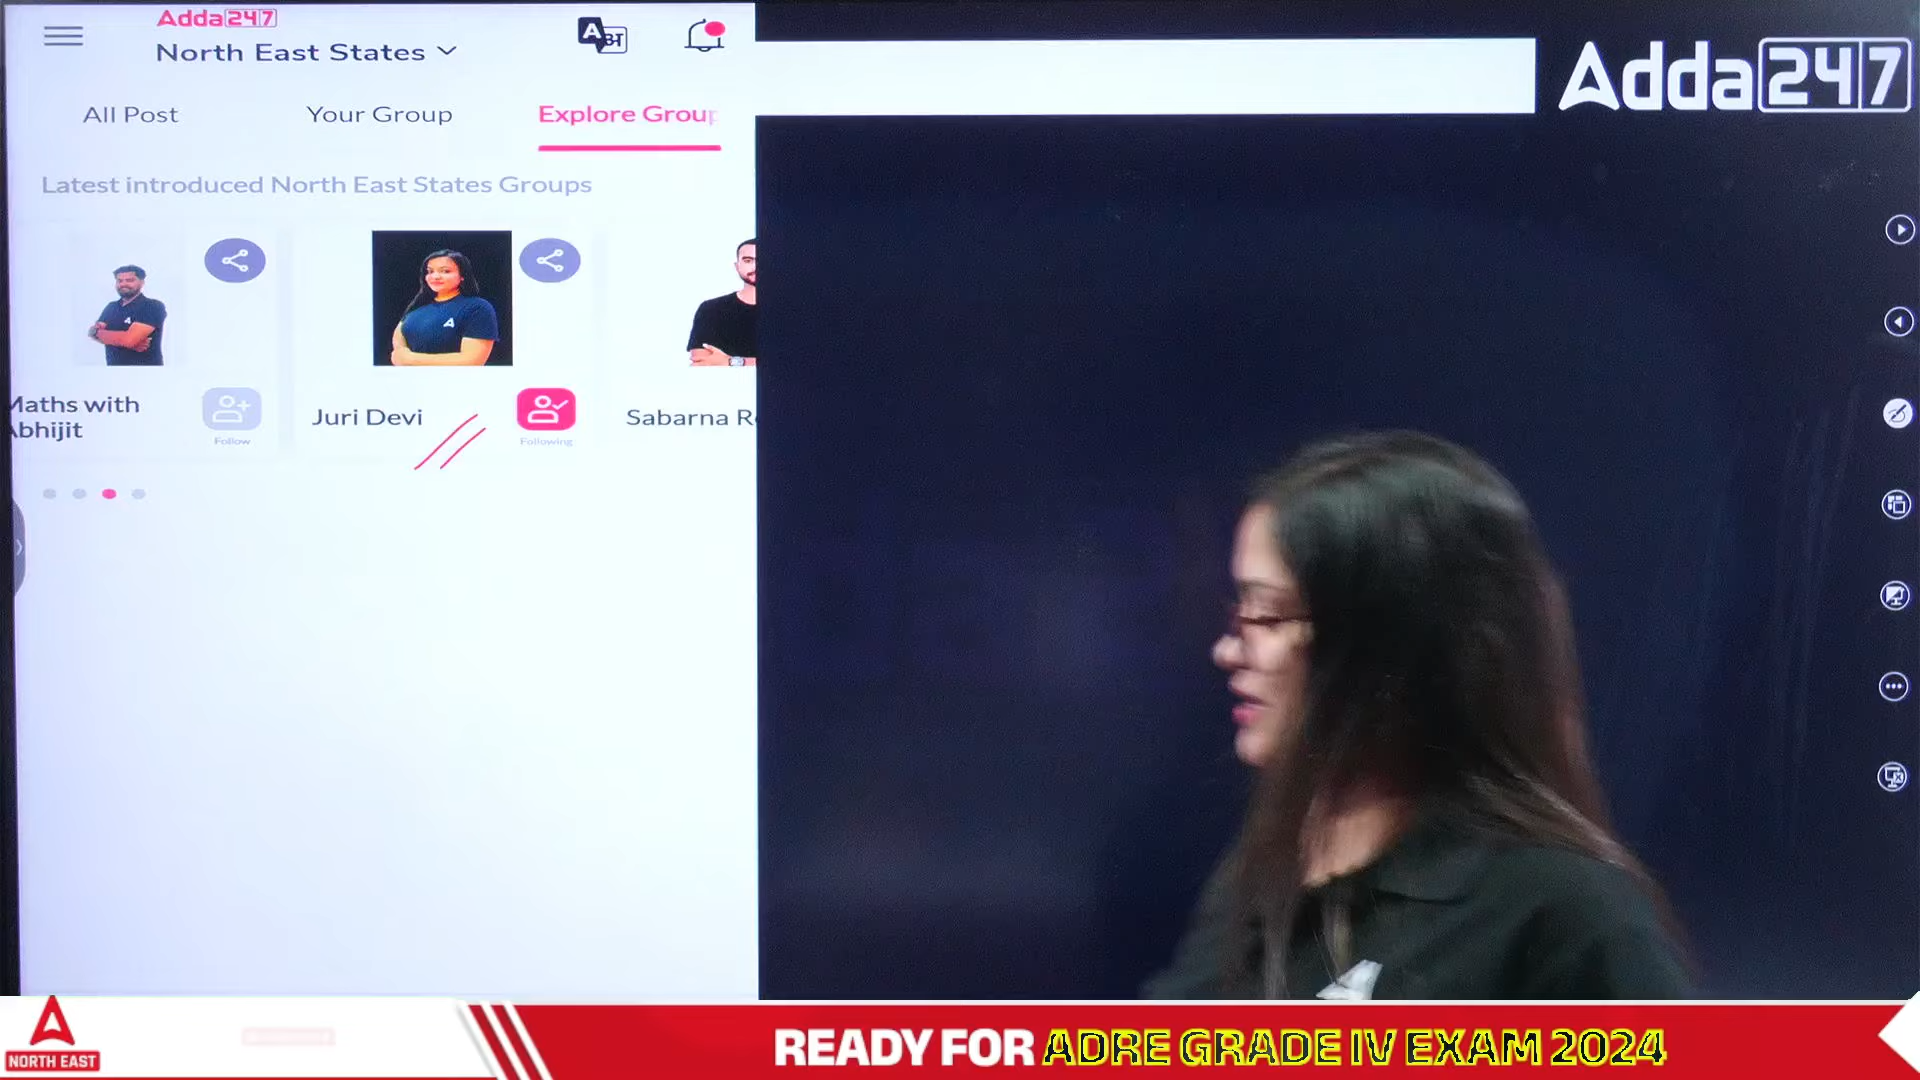 Adda247
North East States
A अ
All Post
Your Group
Explore Group
Latest introduced North East States Groups
Maths with
Abhijit
Follow
Juri Devi
Following
Sabarna R
Adda247
NORTH EAST
READY FOR ADRE GRADE IV EXAM 2024